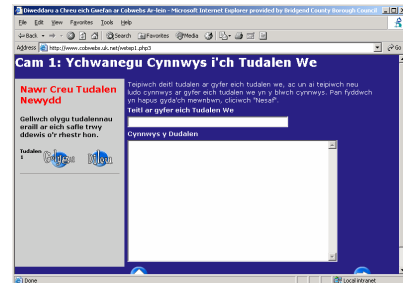 Diweddaru a Chreu eich Gwefan ar Cobwebs Ar-lein - Microsoft Internet Explorer provided by Bridgend County Borough Council
File Edit View Favorites Tools Help
Back Search Favorites Media
Address http://www.cobwebs.uk.net/wstep1.php3 Go
Cam 1: Ychwanegu Cynnwys i'ch Tudalen We
Nawr Creu Tudalen
Newydd
Gellwch olygu tudalennau
eraill ar eich safle trwy
ddewis o'r rhestr hon.
Tudalen
1
Golygu Dileu
Teipiwch deitl tudalen ar gyfer eich tudalen we, ac un ai teipiwch neu
ludo cynnwys ar gyfer eich tudalen we yn y blwch cynnwys. Pan fyddwch
yn hapus gyda'ch mewnbwn, cliciwch "Nesaf".
Teitl ar gyfer eich Tudalen We
Cynnwys y Dudalen
Done
Local intranet